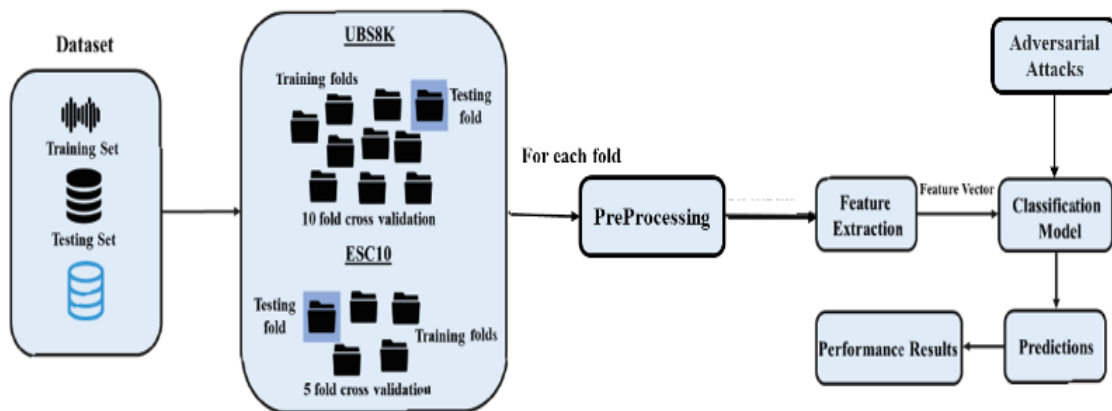 Dataset
Training Set
Testing Set
UBS8K
Training folds
Testing
fold
10 fold cross validation
ESC10
Testing
fold
Training folds
5 fold cross validation
For each fold
PreProcessing
Feature
Extraction
Feature Vector
Adversarial
Attacks
Classification
Model
Predictions
Performance Results